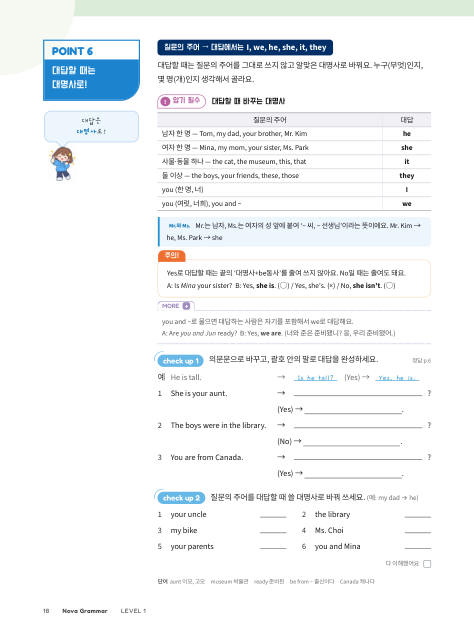 POINT 6
대답할 때는
대명사로!
대답은
대명사로!
질문의 주어 → 대답에서는 I, we, he, she, it, they
대답할 때는 질문의 주어를 그대로 쓰지 않고 알맞은 대명사로 바꿔요. 누구(무엇)인지,
몇 명(개)인지 생각해서 골라요.
! 암기 필수 대답할 때 바꾸는 대명사
질문의 주어 대답
남자 한 명 — Tom, my dad, your brother, Mr. Kim he
여자 한 명 — Mina, my mom, your sister, Ms. Park she
사물·동물 하나 — the cat, the museum, this, that it
둘 이상 — the boys, your friends, these, those they
you (한 명, 너) I
you (여럿, 너희), you and ~ we
Mr.와 Ms. Mr.는 남자, Ms.는 여자의 성 앞에 붙여 '~ 씨, ~ 선생님'이라는 뜻이에요. Mr. Kim →
he, Ms. Park → she
주의!
Yes로 대답할 때는 끝의 '대명사+be동사'를 줄여 쓰지 않아요. No일 때는 줄여도 돼요.
A: Is Mina your sister? B: Yes, she is. (○) / Yes, she's. (×) / No, she isn't. (○)
MORE +
you and ~로 물으면 대답하는 사람은 자기를 포함해서 we로 대답해요.
A: Are you and Jun ready? B: Yes, we are. (너와 준은 준비됐니? 응, 우리 준비됐어.)
check up 1 의문문으로 바꾸고, 괄호 안의 말로 대답을 완성하세요. 정답 p.6
예 He is tall. → Is he tall? (Yes) → Yes, he is.
1 She is your aunt. → ?
(Yes) → .
2 The boys were in the library. → ?
(No) → .
3 You are from Canada. → ?
(Yes) → .
check up 2 질문의 주어를 대답할 때 쓸 대명사로 바꿔 쓰세요. (예: my dad → he)
1 your uncle 2 the library
3 my bike 4 Ms. Choi
5 your parents 6 you and Mina
다 이해했어요
단어 aunt 이모, 고모 museum 박물관 ready 준비된 be from ~ 출신이다 Canada 캐나다
16 Nova Grammar LEVEL 1